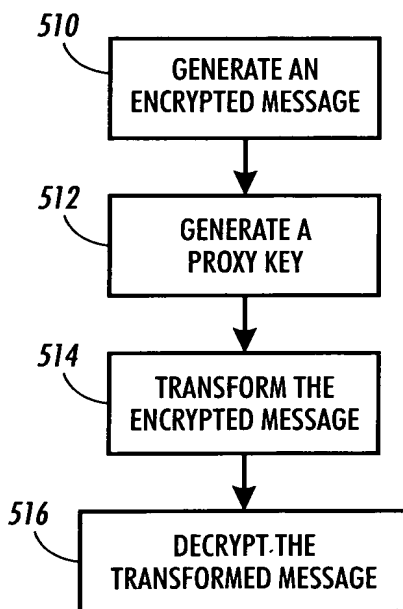 510
GENERATE AN
ENCRYPTED MESSAGE
512
GENERATE A
PROXY KEY
514
TRANSFORM THE
ENCRYPTED MESSAGE
516
DECRYPT THE
TRANSFORMED MESSAGE